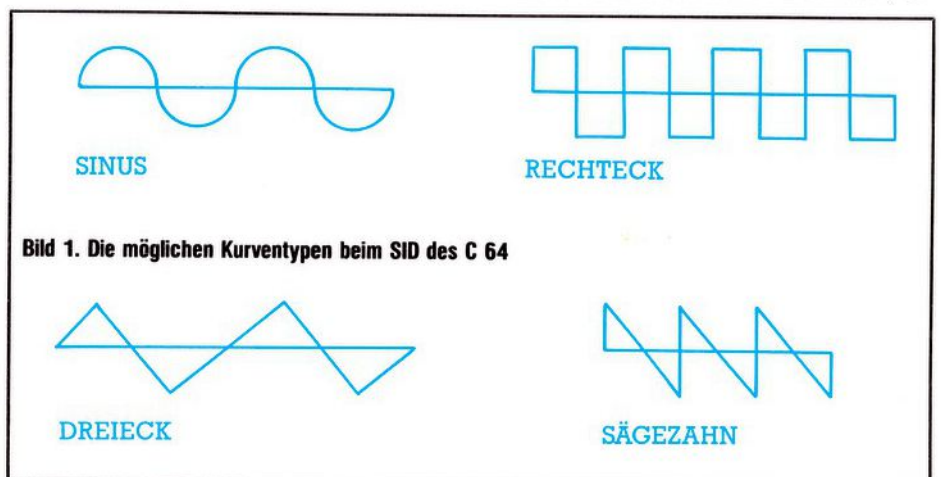 SINUS
RECHTECK
Bild 1. Die möglichen Kurventypen beim SID des C 64
DREIECK
SÄGEZAHN